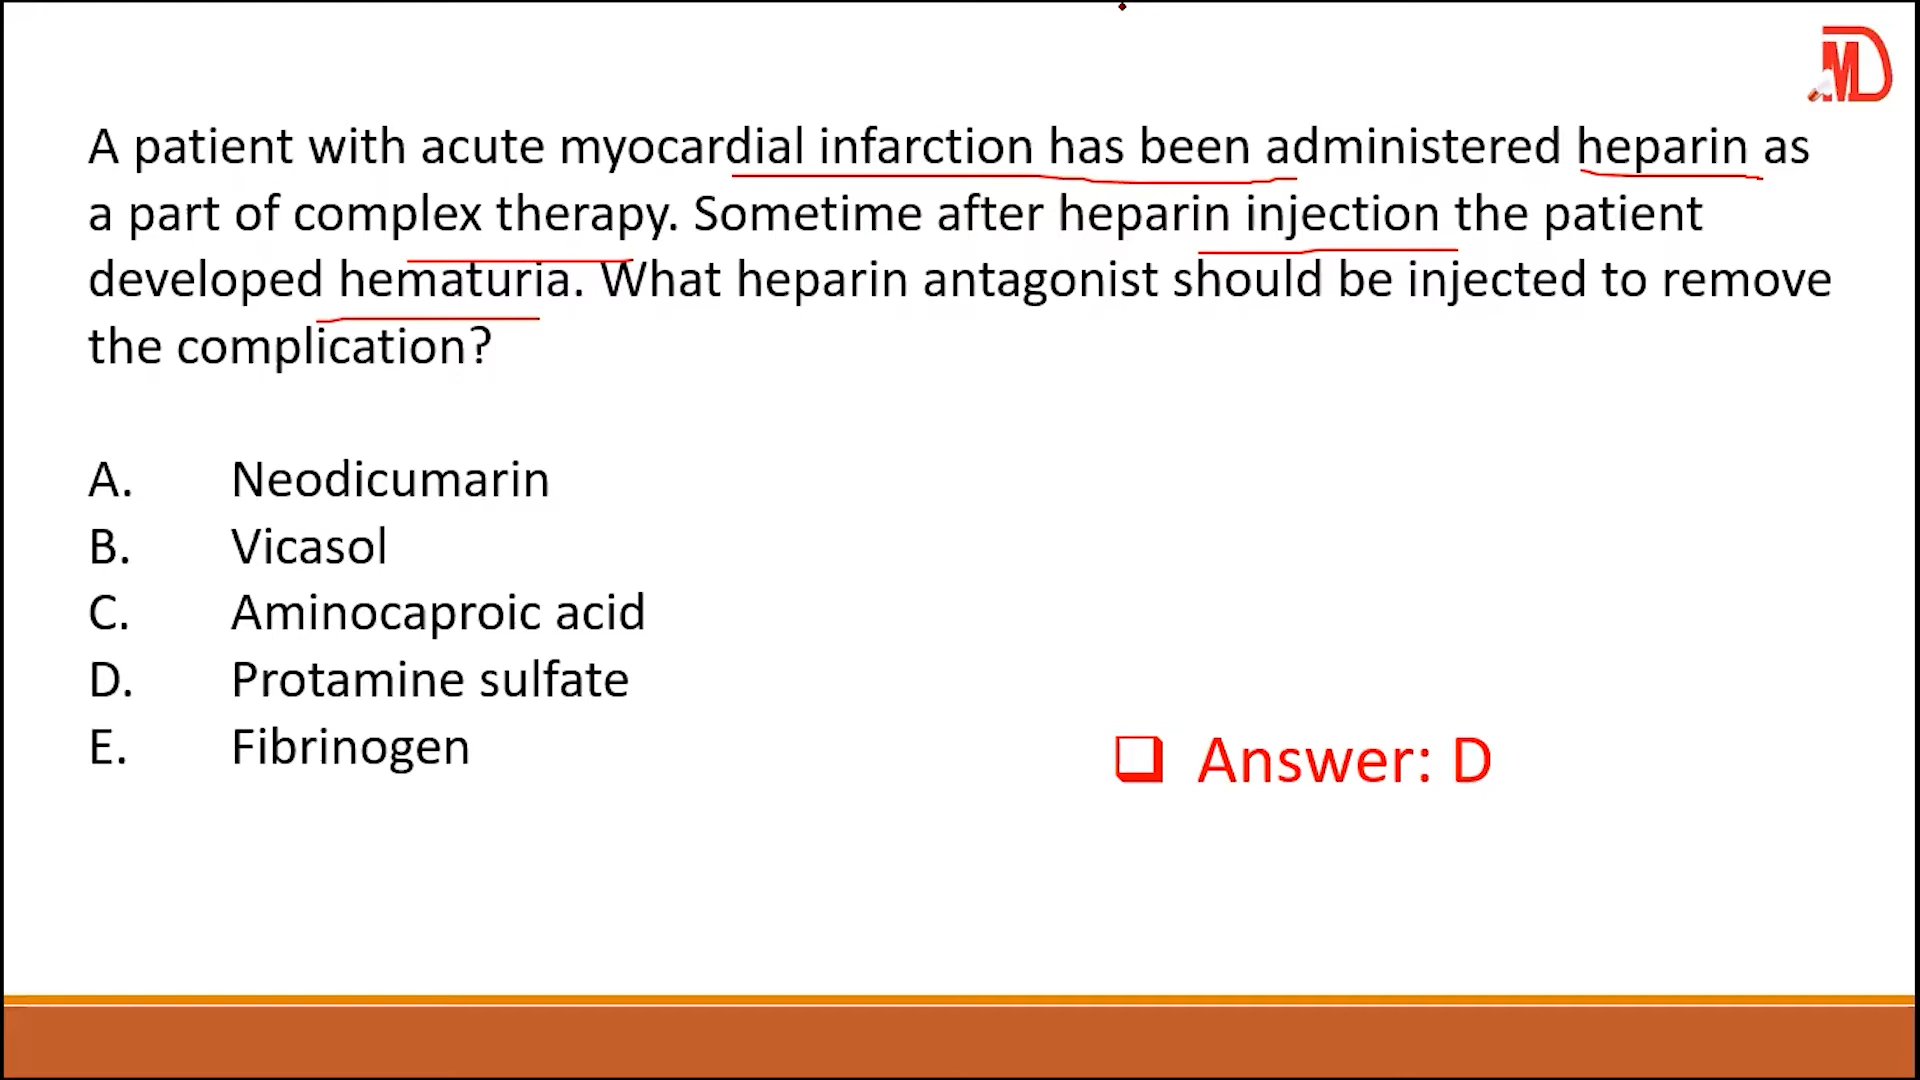 MD
A patient with acute myocardial infarction has been administered heparin as
a part of complex therapy. Sometime after heparin injection the patient
developed hematuria. What heparin antagonist should be injected to remove
the complication?
A. Neodicumarin
B. Vicasol
C. Aminocaproic acid
D. Protamine sulfate
E. Fibrinogen
❑ Answer: D